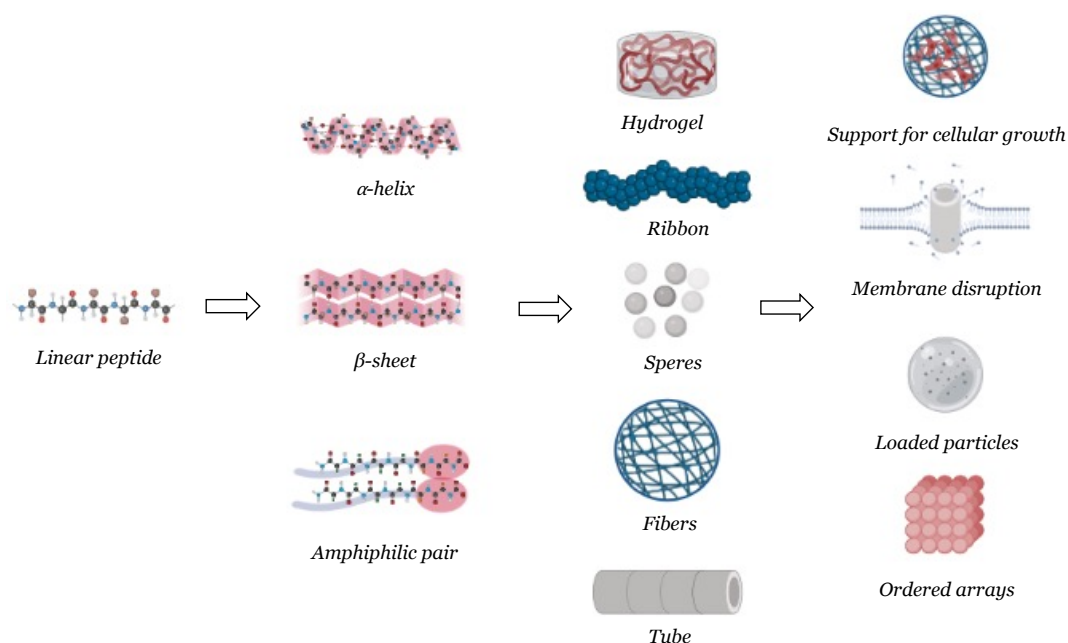 Linear peptide
α-helix
β-sheet
Amphiphilic pair
Hydrogel
Ribbon
Speres
Fibers
Tube
Support for cellular growth
Membrane disruption
Loaded particles
Ordered arrays